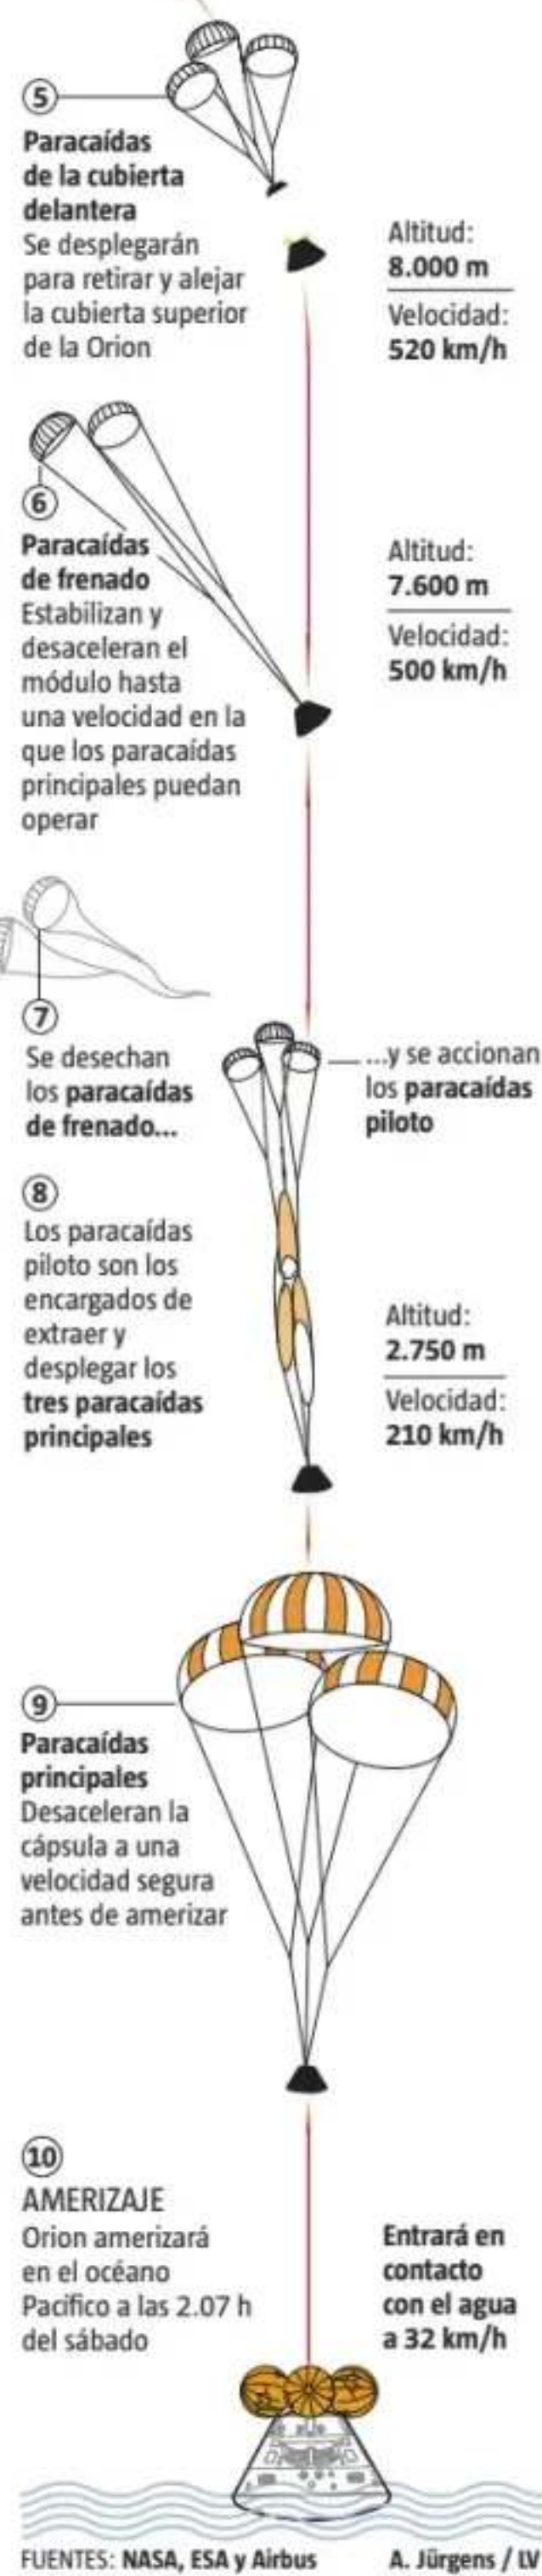 5
Paracaídas
de la cubierta
delantera
Se desplegarán
para retirar y alejar
la cubierta superior
de la Orion
Altitud:
8.000 m
Velocidad:
520 km/h
6
Paracaídas
de frenado
Estabilizan y
desaceleran el
módulo hasta
una velocidad en la
que los paracaídas
principales puedan
operar
Altitud:
7.600 m
Velocidad:
500 km/h
7
Se desechan
los paracaídas
de frenado...
...y se accionan
los paracaídas
piloto
8
Los paracaídas
piloto son los
encargados de
extraer y
desplegar los
tres paracaídas
principales
Altitud:
2.750 m
Velocidad:
210 km/h
9
Paracaídas
principales
Desaceleran la
cápsula a una
velocidad segura
antes de amerizar
10
AMERIZAJE
Orion amerizará
en el océano
Pacífico a las 2.07 h
del sábado
Entrará en
contacto
con el agua
a 32 km/h
FUENTES: NASA, ESA y Airbus
A. Jürgens / LV